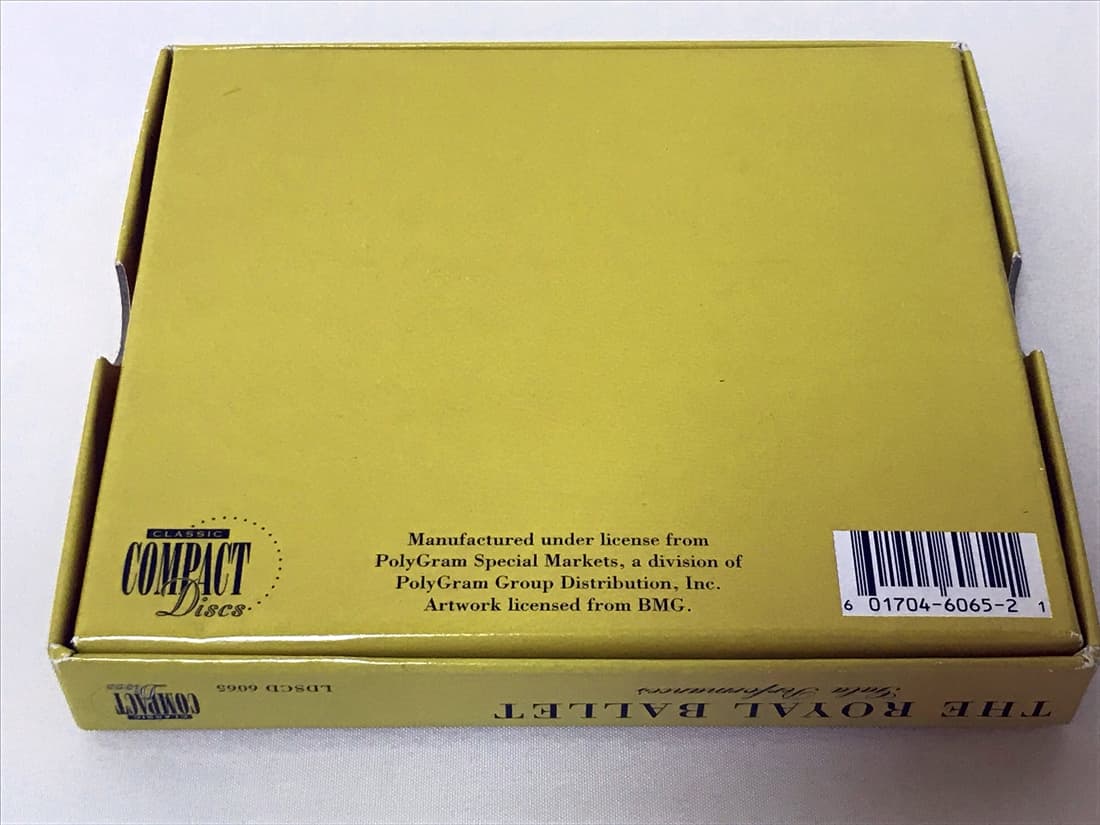 CLASSIC
COMPACT
Discs
Manufactured under license from
PolyGram Special Markets, a division of
PolyGram Group Distribution, Inc.
Artwork licensed from BMG.
6 01704-6065-2 1
THE ROYAL BALLET
Gala Performances
LDSCD 6065
CLASSIC
COMPACT
Discs